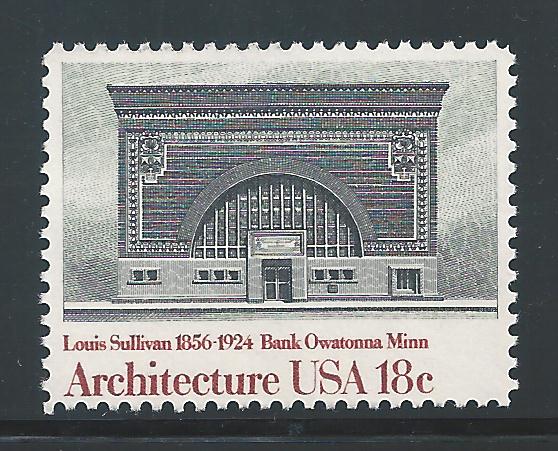 Louis Sullivan 1856-1924 Bank Owatonna Minn
Architecture USA 18c